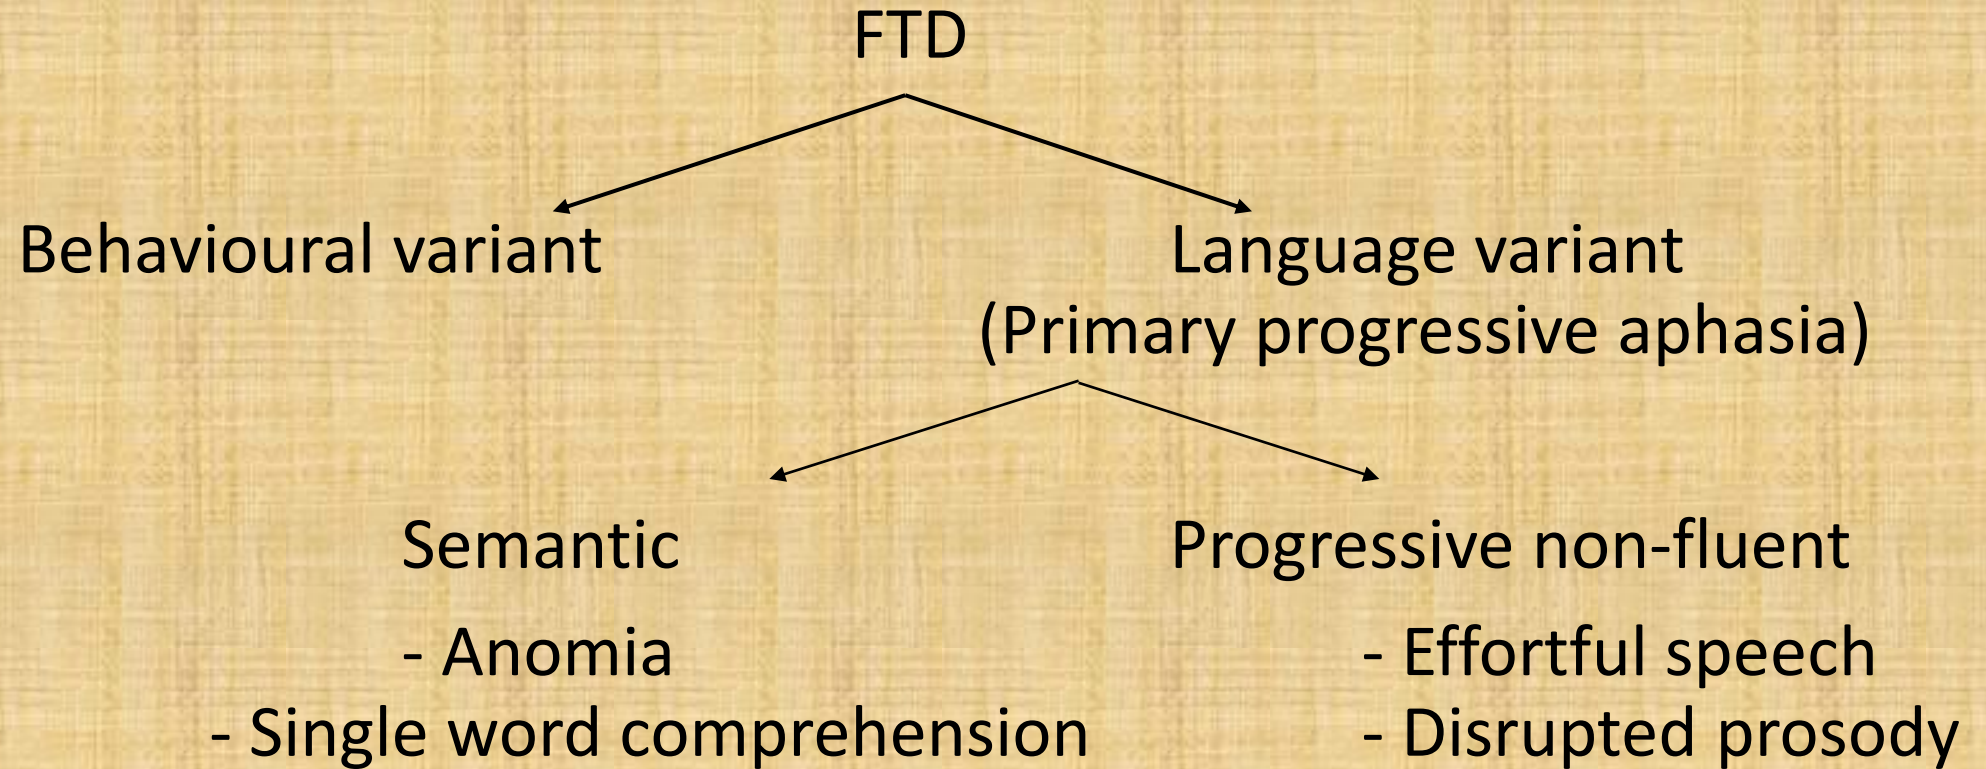 FTD
Behavioural variant
Language variant
(Primary progressive aphasia)
Semantic
- Anomia
- Single word comprehension
Progressive non-fluent
- Effortful speech
- Disrupted prosody